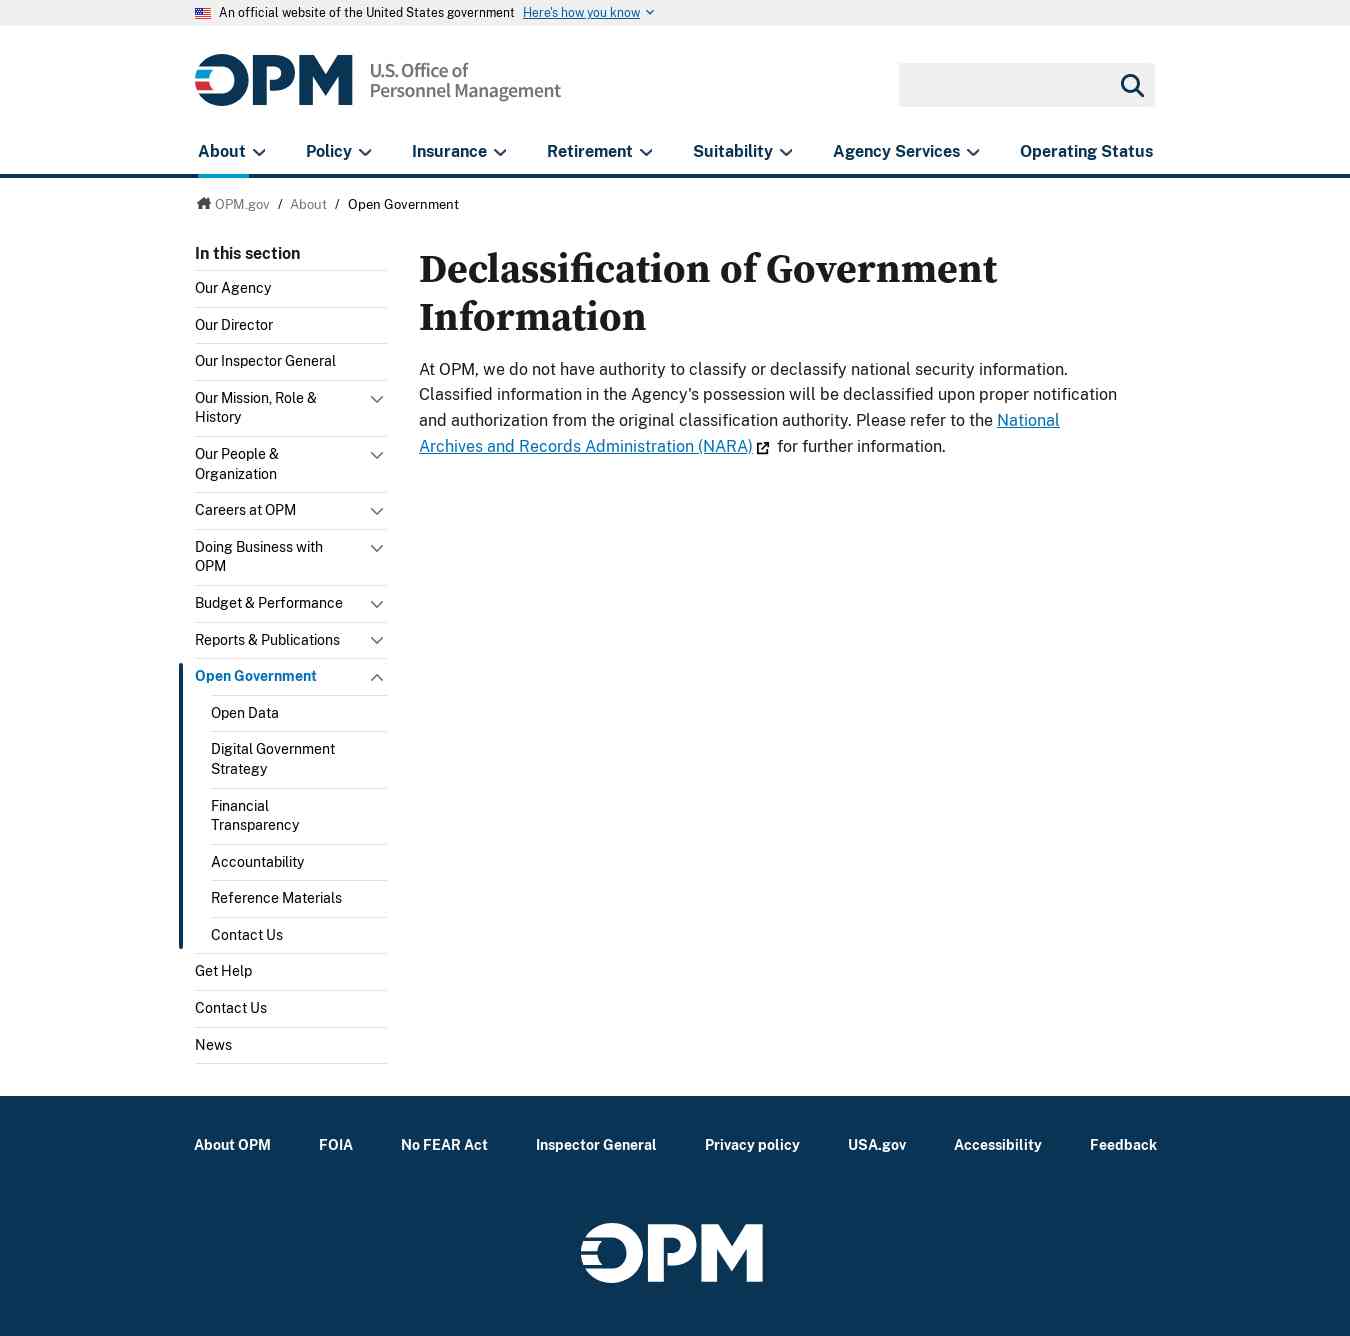 An official website of the United States government Here's how you know
OPM U.S. Office of
Personnel Management
About Policy Insurance Retirement Suitability Agency Services Operating Status
OPM.gov / About / Open Government
In this section
Our Agency
Our Director
Our Inspector General
Our Mission, Role &
History
Our People &
Organization
Careers at OPM
Doing Business with
OPM
Budget & Performance
Reports & Publications
Open Government
Open Data
Digital Government
Strategy
Financial
Transparency
Accountability
Reference Materials
Contact Us
Get Help
Contact Us
News
Declassification of Government
Information
At OPM, we do not have authority to classify or declassify national security information.
Classified information in the Agency's possession will be declassified upon proper notification
and authorization from the original classification authority. Please refer to the National
Archives and Records Administration (NARA) for further information.
About OPM FOIA No FEAR Act Inspector General Privacy policy USA.gov Accessibility Feedback
OPM